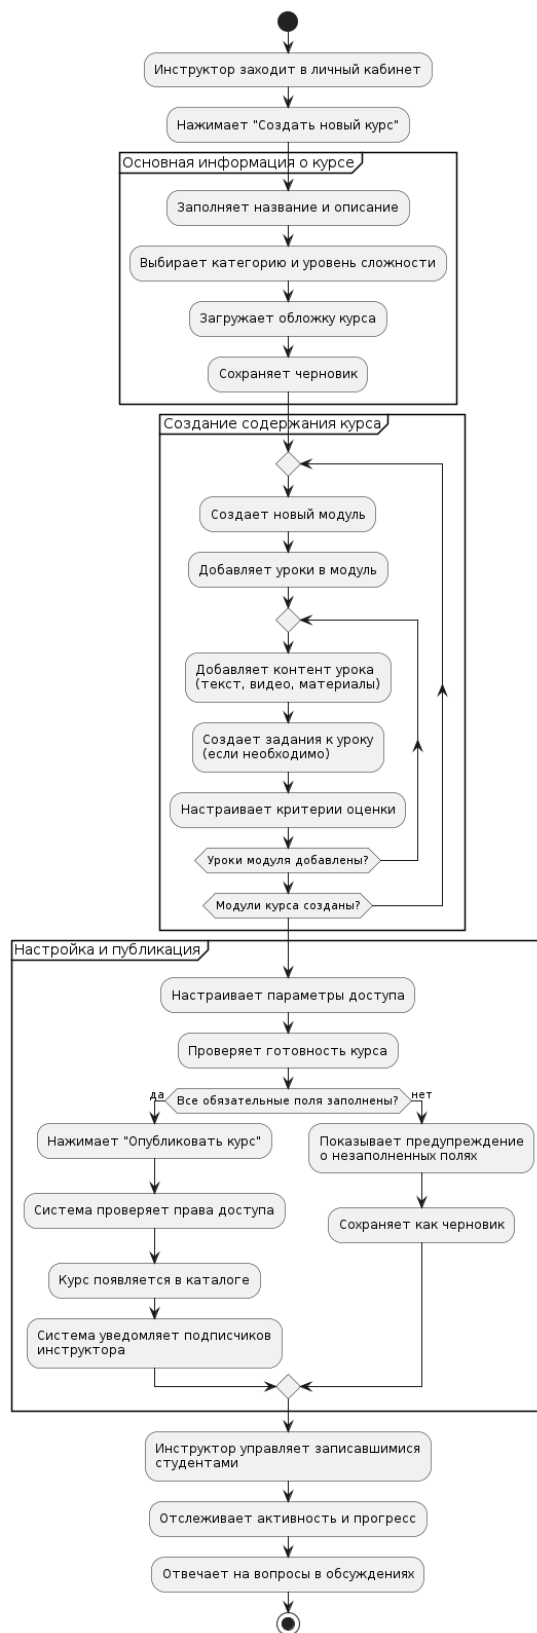 Инструктор заходит в личный кабинет
Нажимает "Создать новый курс"
Основная информация о курсе
Заполняет название и описание
Выбирает категорию и уровень сложности
Загружает обложку курса
Сохраняет черновик
Создание содержания курса
Создает новый модуль
Добавляет уроки в модуль
Добавляет контент урока
(текст, видео, материалы)
Создает задания к уроку
(если необходимо)
Настраивает критерии оценки
Уроки модуля добавлены?
Модули курса созданы?
Настройка и публикация
Настраивает параметры доступа
Проверяет готовность курса
да
Все обязательные поля заполнены?
нет
Нажимает "Опубликовать курс"
Система проверяет права доступа
Курс появляется в каталоге
Система уведомляет подписчиков
инструктора
Показывает предупреждение
о незаполненных полях
Сохраняет как черновик
Инструктор управляет записавшимися
студентами
Отслеживает активность и прогресс
Отвечает на вопросы в обсуждениях